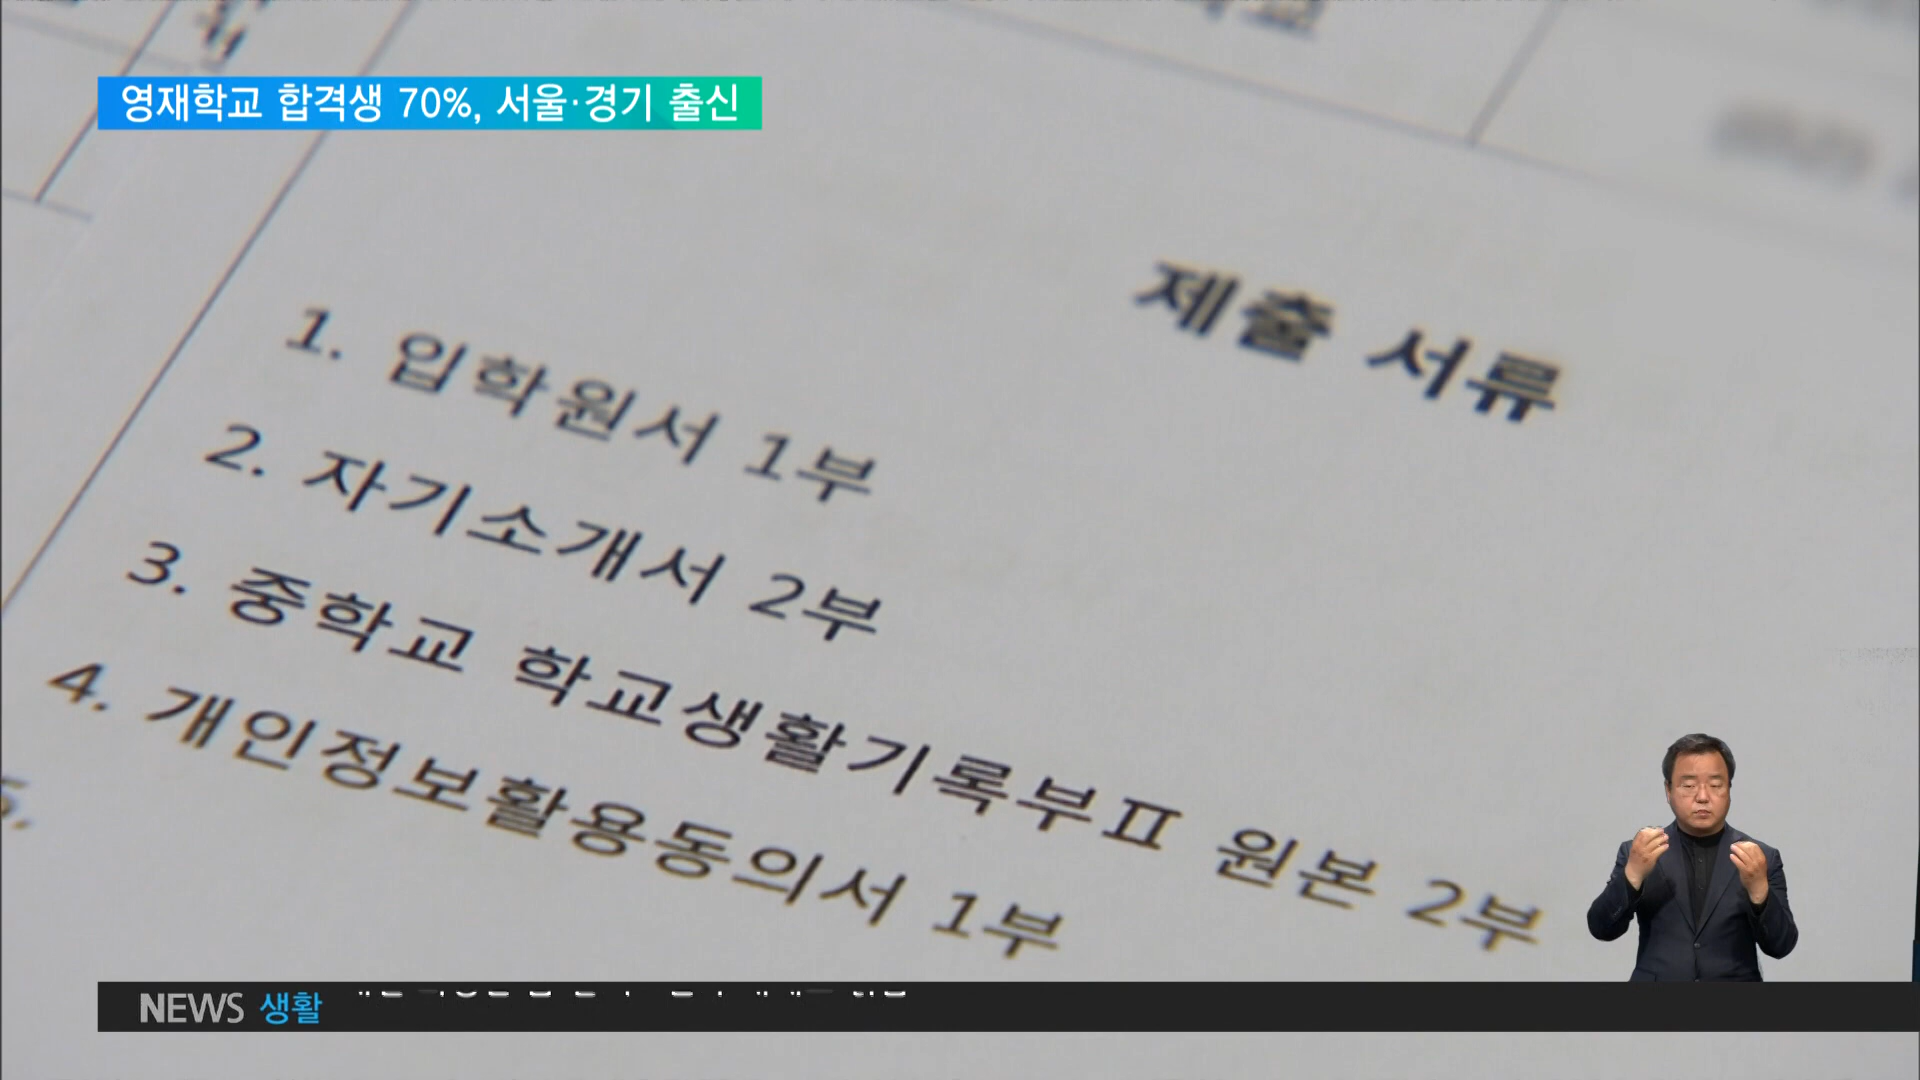 영재학교 합격생 70%, 서울·경기 출신
제출 서류
1. 입학원서 1부
2. 자기소개서 2부
3. 중학교 학교생활기록부Ⅱ 원본 2부
4. 개인정보활용동의서 1부
5.
NEWS 생활